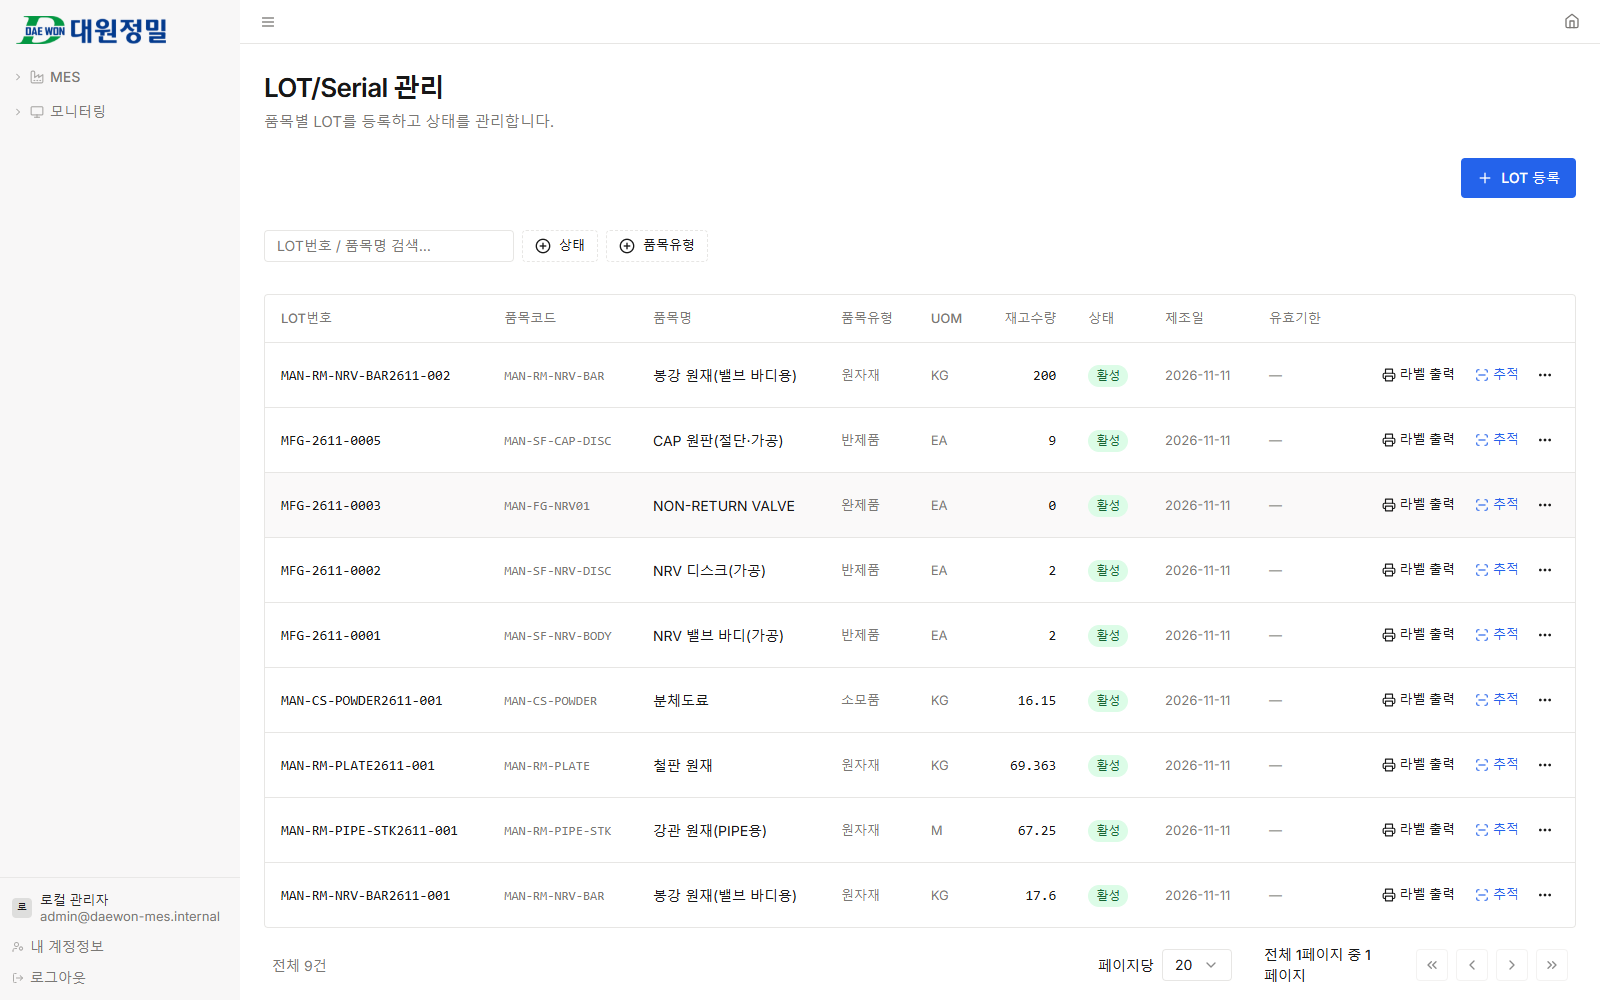 DAE WON 대원정밀
MES
모니터링
LOT/Serial 관리
품목별 LOT를 등록하고 상태를 관리합니다.
LOT 등록
LOT번호 / 품목명 검색...
상태
품목유형
LOT번호 품목코드 품목명 품목유형 UOM 재고수량 상태 제조일 유효기한
MAN-RM-NRV-BAR2611-002 MAN-RM-NRV-BAR 봉강 원재(밸브 바디용) 원자재 KG 200 활성 2026-11-11 — 라벨 출력 추적
MFG-2611-0005 MAN-SF-CAP-DISC CAP 원판(절단·가공) 반제품 EA 9 활성 2026-11-11 — 라벨 출력 추적
MFG-2611-0003 MAN-FG-NRV01 NON-RETURN VALVE 완제품 EA 0 활성 2026-11-11 — 라벨 출력 추적
MFG-2611-0002 MAN-SF-NRV-DISC NRV 디스크(가공) 반제품 EA 2 활성 2026-11-11 — 라벨 출력 추적
MFG-2611-0001 MAN-SF-NRV-BODY NRV 밸브 바디(가공) 반제품 EA 2 활성 2026-11-11 — 라벨 출력 추적
MAN-CS-POWDER2611-001 MAN-CS-POWDER 분체도료 소모품 KG 16.15 활성 2026-11-11 — 라벨 출력 추적
MAN-RM-PLATE2611-001 MAN-RM-PLATE 철판 원재 원자재 KG 69.363 활성 2026-11-11 — 라벨 출력 추적
MAN-RM-PIPE-STK2611-001 MAN-RM-PIPE-STK 강관 원재(PIPE용) 원자재 M 67.25 활성 2026-11-11 — 라벨 출력 추적
MAN-RM-NRV-BAR2611-001 MAN-RM-NRV-BAR 봉강 원재(밸브 바디용) 원자재 KG 17.6 활성 2026-11-11 — 라벨 출력 추적
전체 9건
페이지당 20
전체 1페이지 중 1
페이지
로 로컬 관리자
admin@daewon-mes.internal
내 계정정보
로그아웃